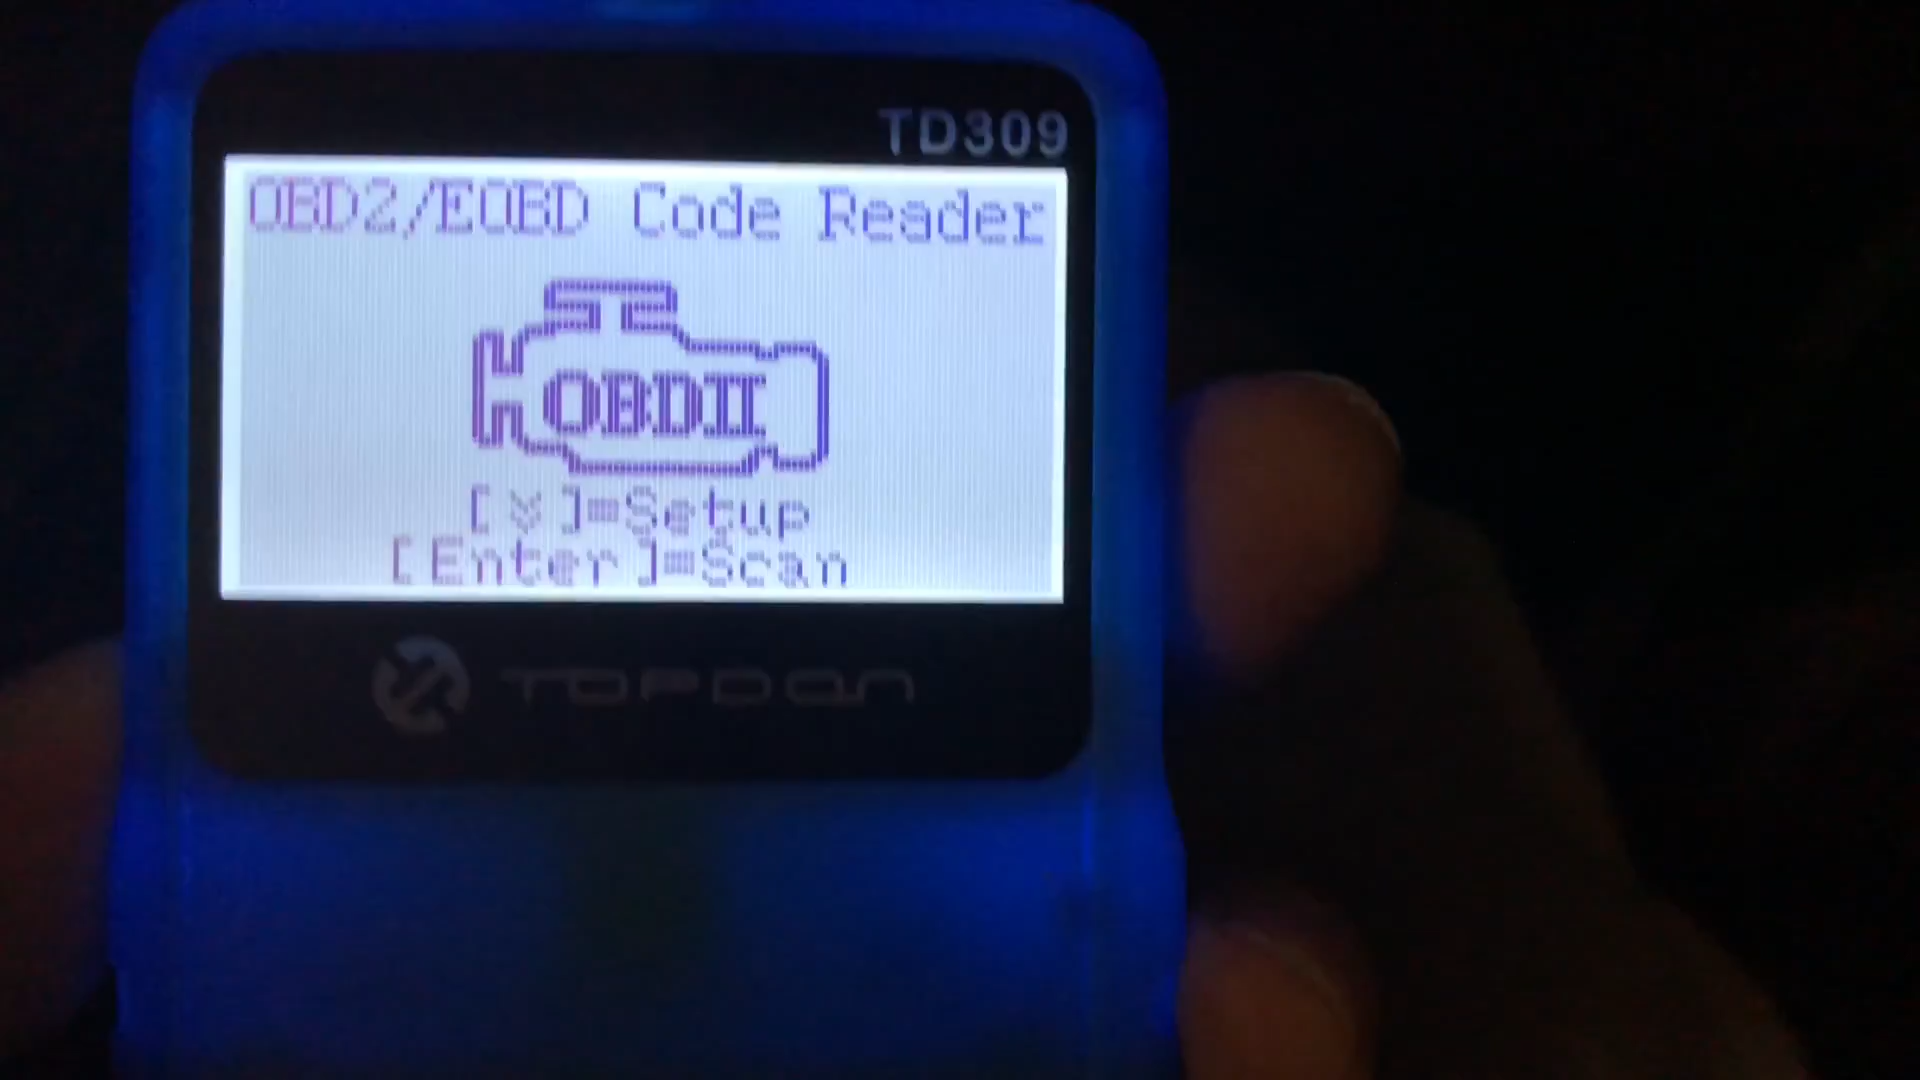 TD309
OBD2/EOBD Code Reader
OBDII
[ ]=Setup
[Enter]=Scan
TOPDON